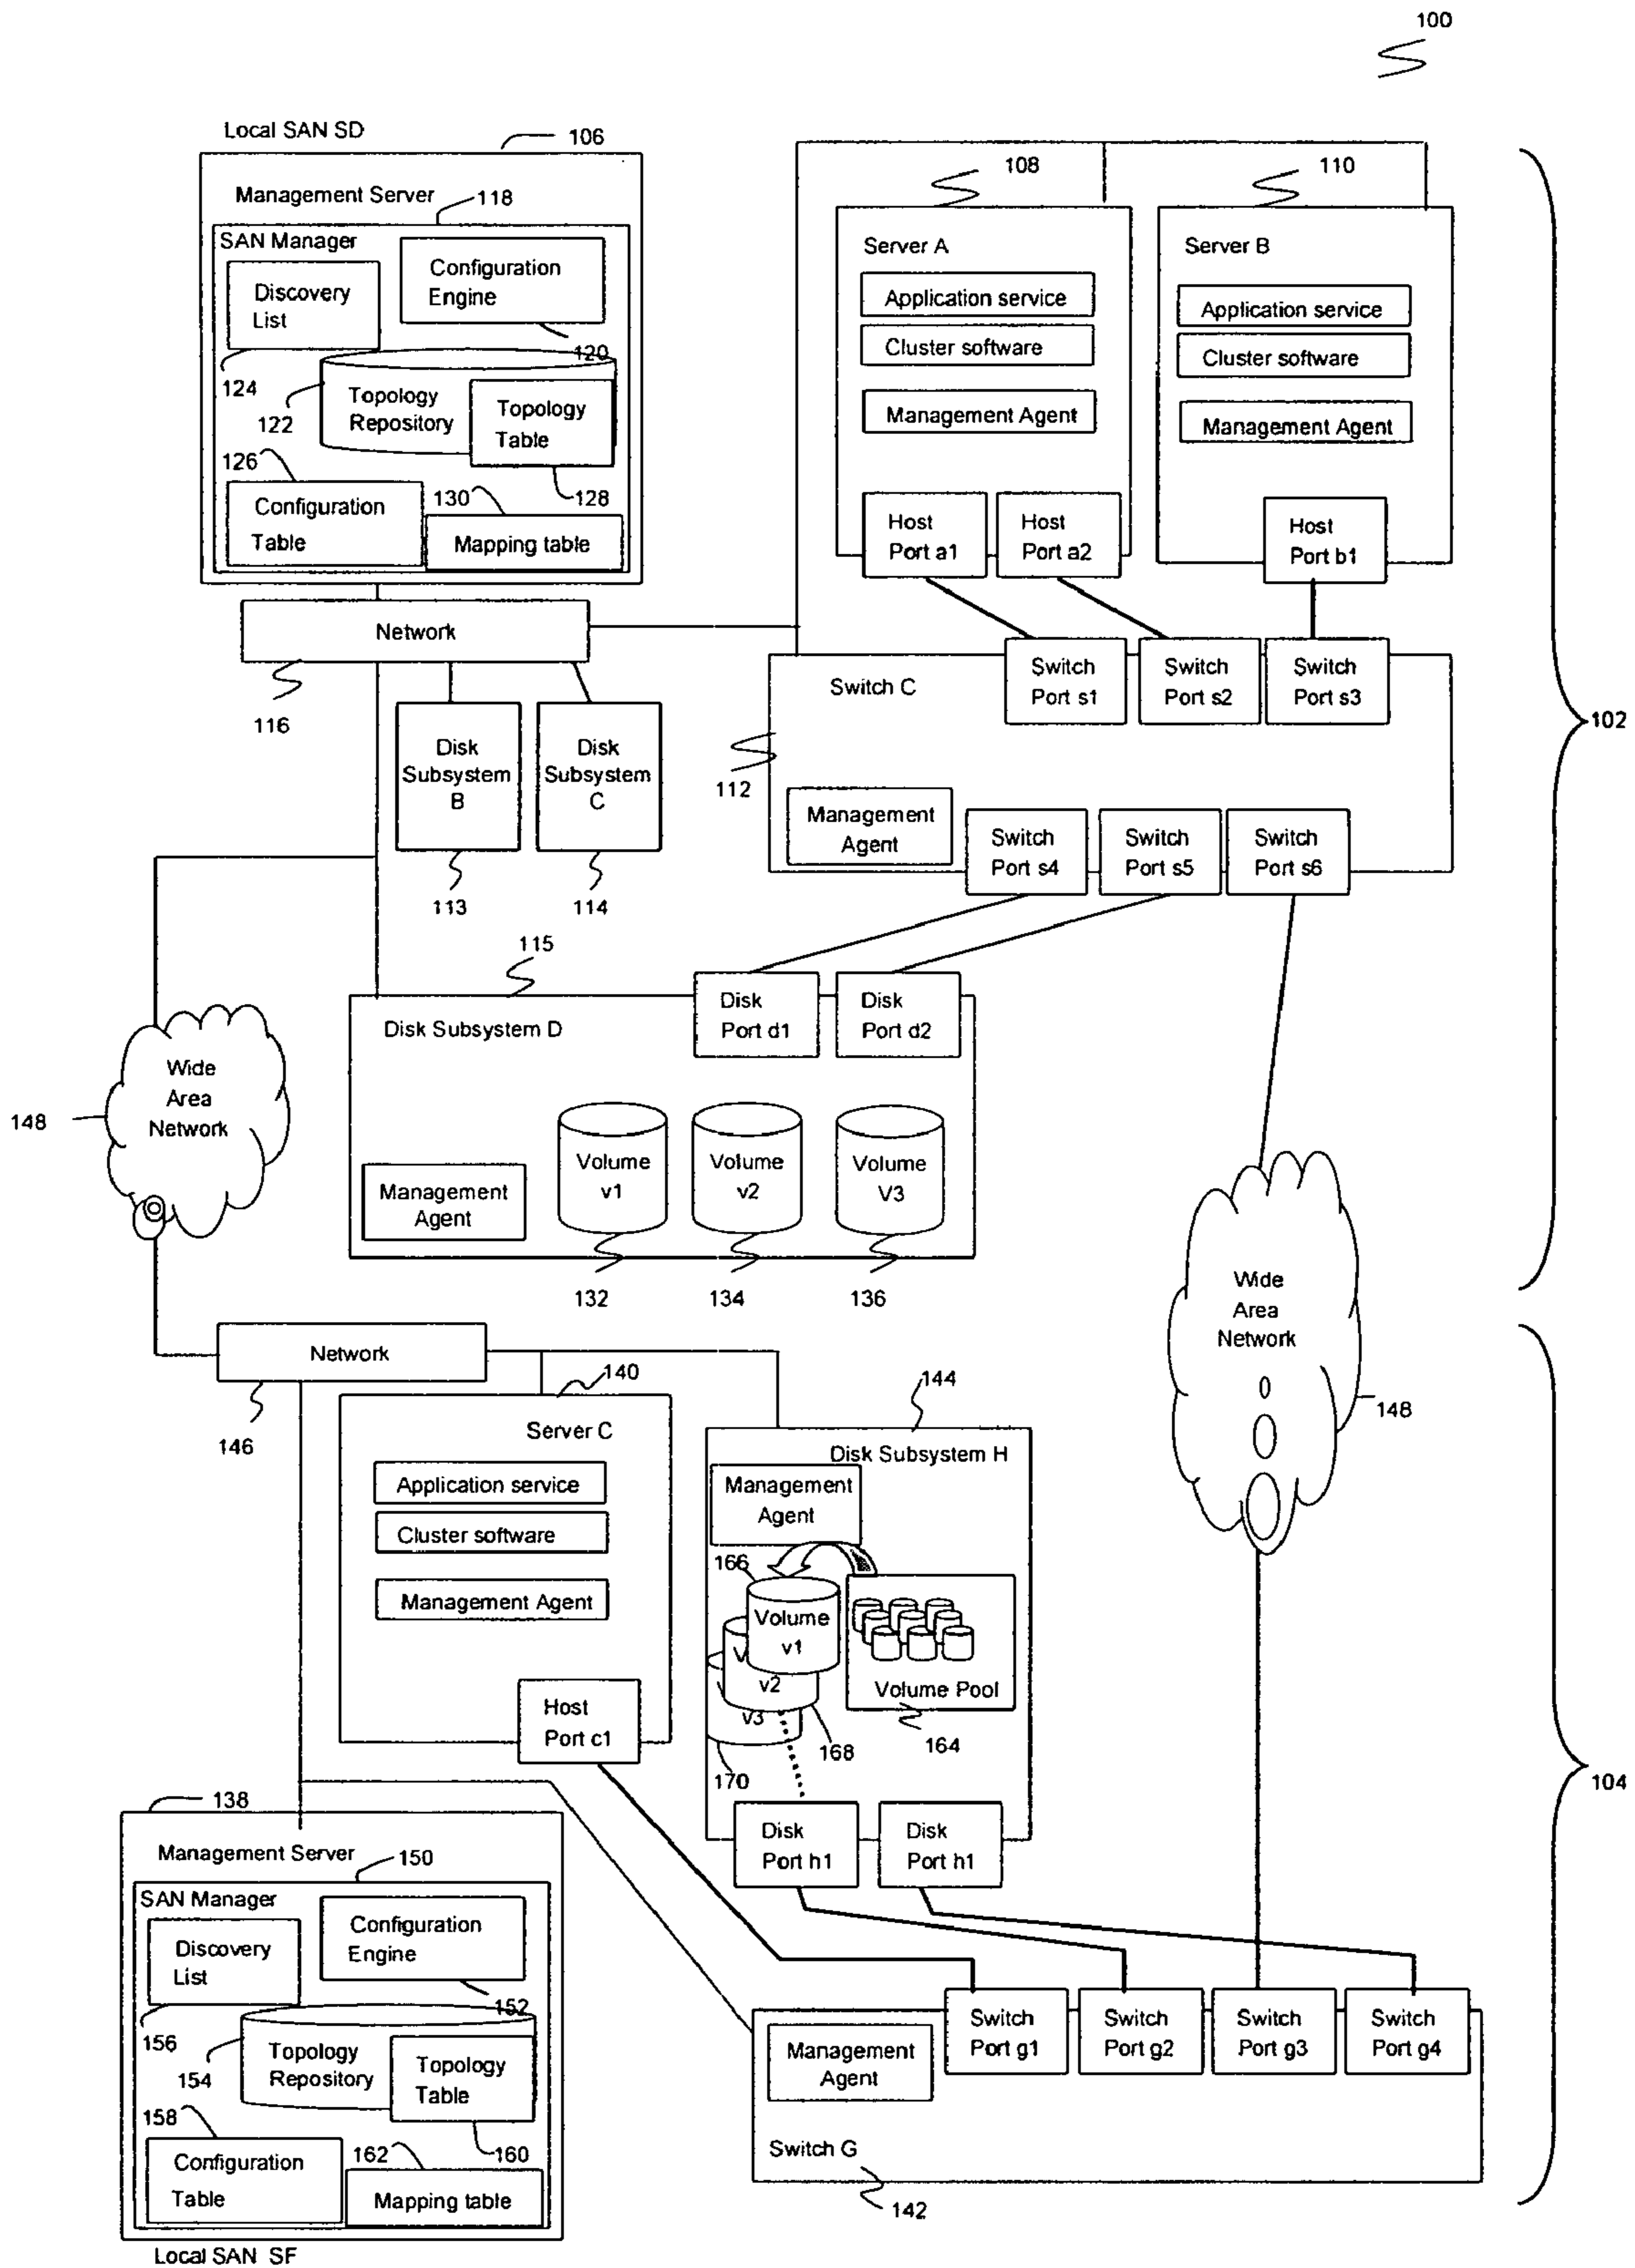 100
Local SAN SD
106
Management Server
118
SAN Manager
Configuration
Engine
Discovery
List
120
124
122
Topology
Repository
Topology
Table
126
128
130
Configuration
Table
Mapping table
108
110
Server A
Application service
Cluster software
Management Agent
Host
Port a1
Host
Port a2
Server B
Application service
Cluster software
Management Agent
Host
Port b1
102
Network
116
Disk
Subsystem
B
Disk
Subsystem
C
113
114
Switch C
Switch
Port s1
Switch
Port s2
Switch
Port s3
112
Management
Agent
Switch
Port s4
Switch
Port s5
Switch
Port s6
115
Disk Subsystem D
Disk
Port d1
Disk
Port d2
Wide
Area
Network
148
Management
Agent
Volume
v1
Volume
v2
Volume
V3
132
134
136
Wide
Area
Network
148
Network
146
140
Server C
Application service
Cluster software
Management Agent
Host
Port c1
144
Disk Subsystem H
Management
Agent
166
Volume
v1
V
v2
v3
Volume Pool
168
164
170
Disk
Port h1
Disk
Port h1
104
138
Management Server
150
SAN Manager
Configuration
Engine
Discovery
List
152
156
154
Topology
Repository
Topology
Table
158
160
162
Configuration
Table
Mapping table
Local SAN SF
Switch
Port g1
Switch
Port g2
Switch
Port g3
Switch
Port g4
Management
Agent
Switch G
142